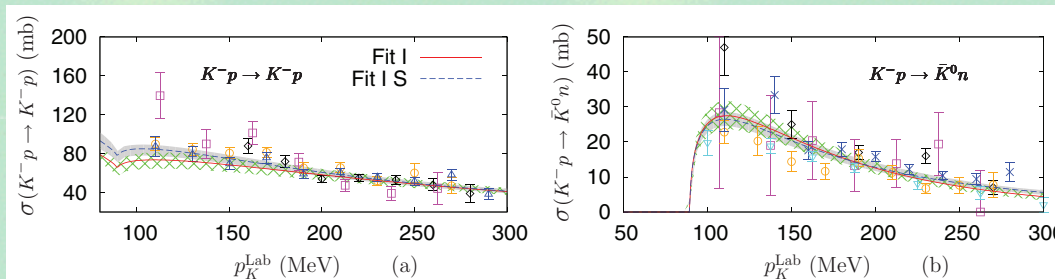 σ(K⁻p → K⁻p) (mb)
200
160
120
80
40
K⁻p → K⁻p
Fit I
Fit I S
100 150 200 250 300
p_K^Lab (MeV) (a)
σ(K⁻p → K̄⁰n) (mb)
50
40
30
20
10
0
K⁻p → K̄⁰n
50 100 150 200 250 300
p_K^Lab (MeV) (b)